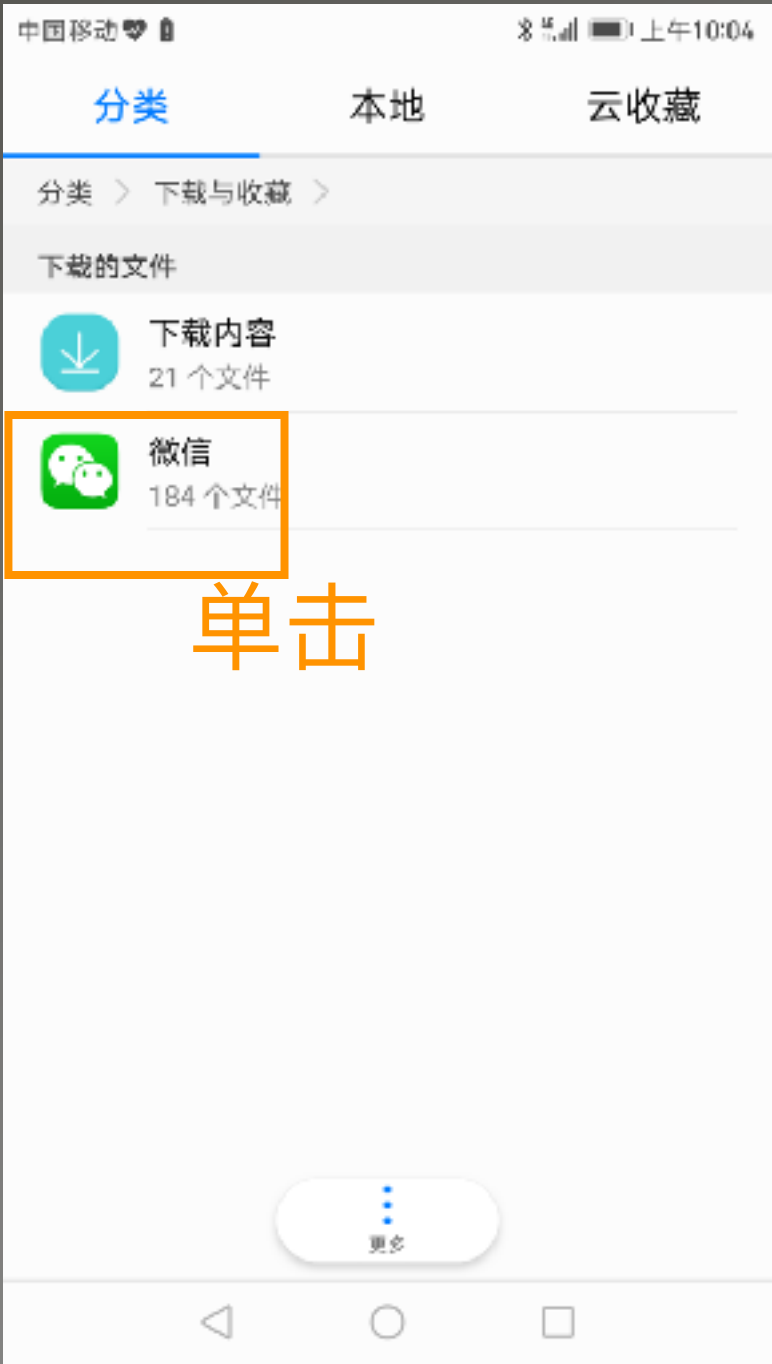 中国移动 上午10:04
分类 本地 云收藏
分类 下载与收藏
下载的文件
下载内容
21 个文件
微信
184 个文件
单击
更多